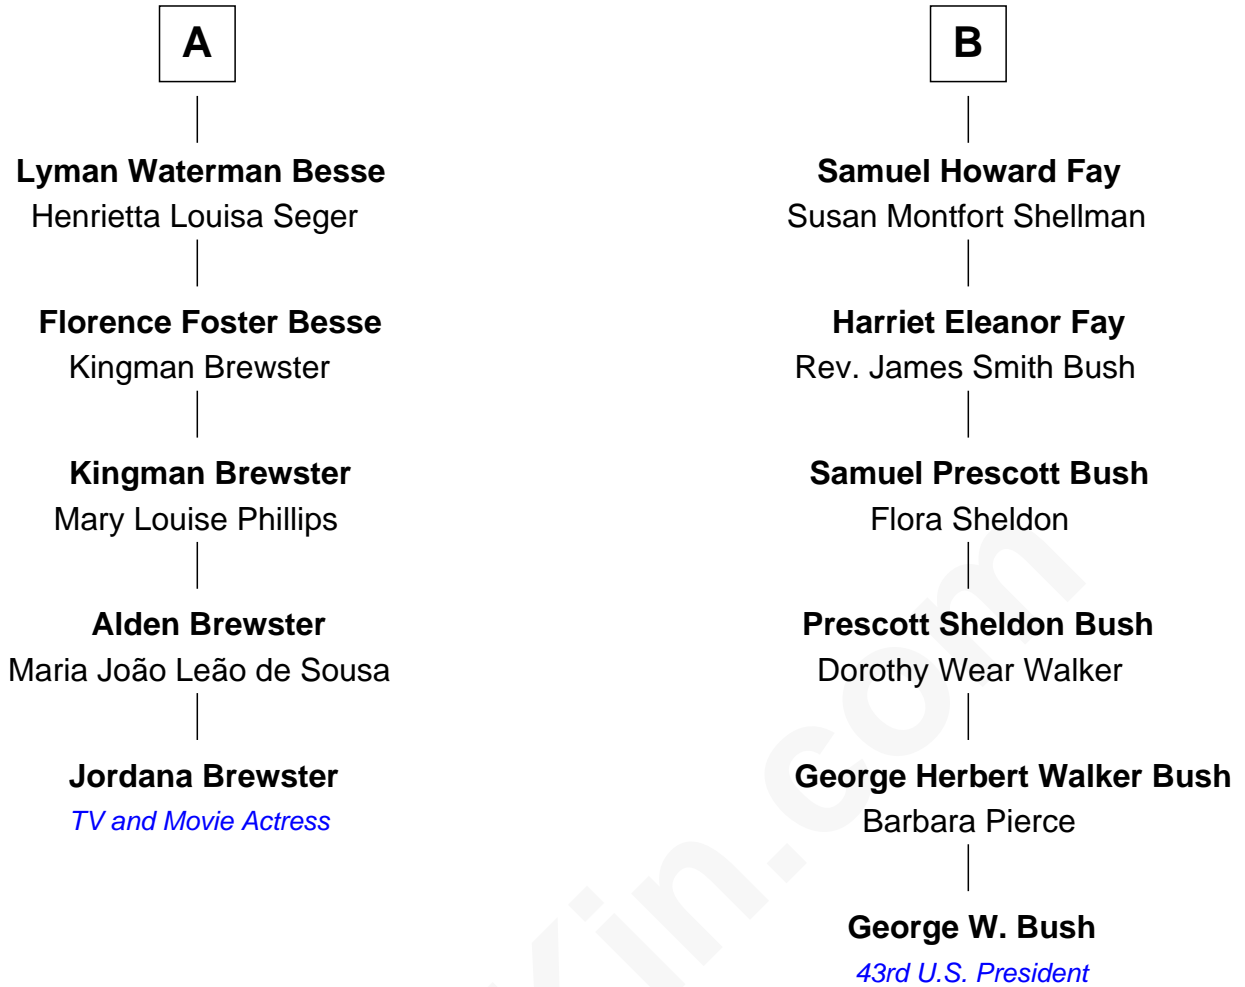 A
Lyman Waterman Besse
Henrietta Louisa Seger
Florence Foster Besse
Kingman Brewster
Kingman Brewster
Mary Louise Phillips
Alden Brewster
Maria João Leão de Sousa
Jordana Brewster
TV and Movie Actress
B
Samuel Howard Fay
Susan Montfort Shellman
Harriet Eleanor Fay
Rev. James Smith Bush
Samuel Prescott Bush
Flora Sheldon
Prescott Sheldon Bush
Dorothy Wear Walker
George Herbert Walker Bush
Barbara Pierce
George W. Bush
43rd U.S. President
Kin.com